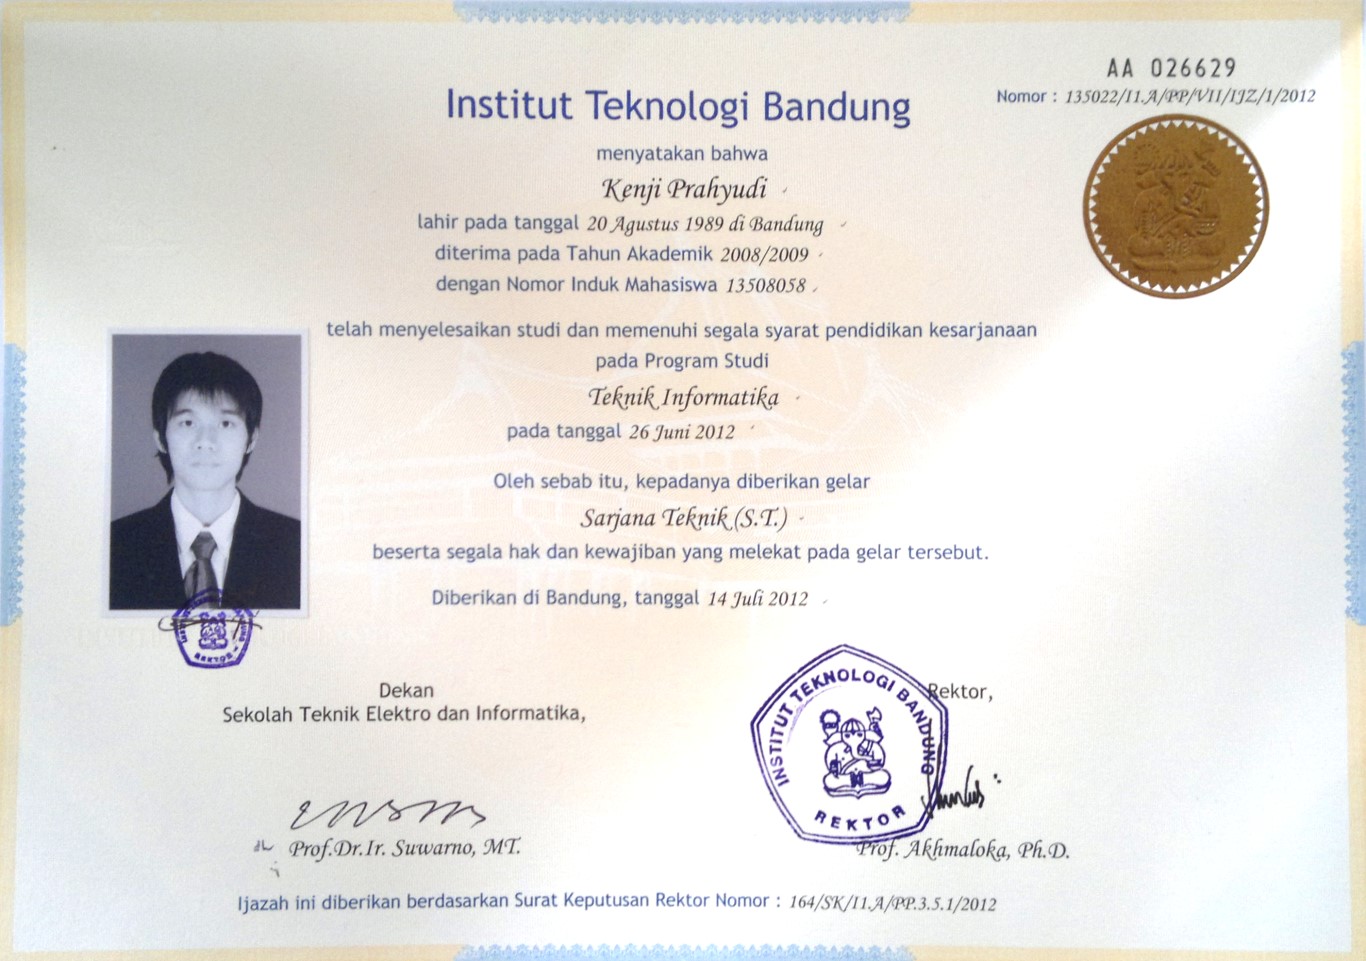 AA 026629
Nomor : 135022/I1.A/PP/VII/IJZ/1/2012
Institut Teknologi Bandung
menyatakan bahwa
Kenji Prahyudi
lahir pada tanggal 20 Agustus 1989 di Bandung
diterima pada Tahun Akademik 2008/2009
dengan Nomor Induk Mahasiswa 13508058
telah menyelesaikan studi dan memenuhi segala syarat pendidikan kesarjanaan
pada Program Studi
Teknik Informatika
pada tanggal 26 Juni 2012
Oleh sebab itu, kepadanya diberikan gelar
Sarjana Teknik (S.T.)
beserta segala hak dan kewajiban yang melekat pada gelar tersebut.
Diberikan di Bandung, tanggal 14 Juli 2012
REKTOR
Dekan
Sekolah Teknik Elektro dan Informatika,
Rektor,
INSTITUT TEKNOLOGI BANDUNG
REKTOR
Prof.Dr.Ir. Suwarno, MT.
Prof. Akhmaloka, Ph.D.
Ijazah ini diberikan berdasarkan Surat Keputusan Rektor Nomor : 164/SK/I1.A/PP.3.5.1/2012